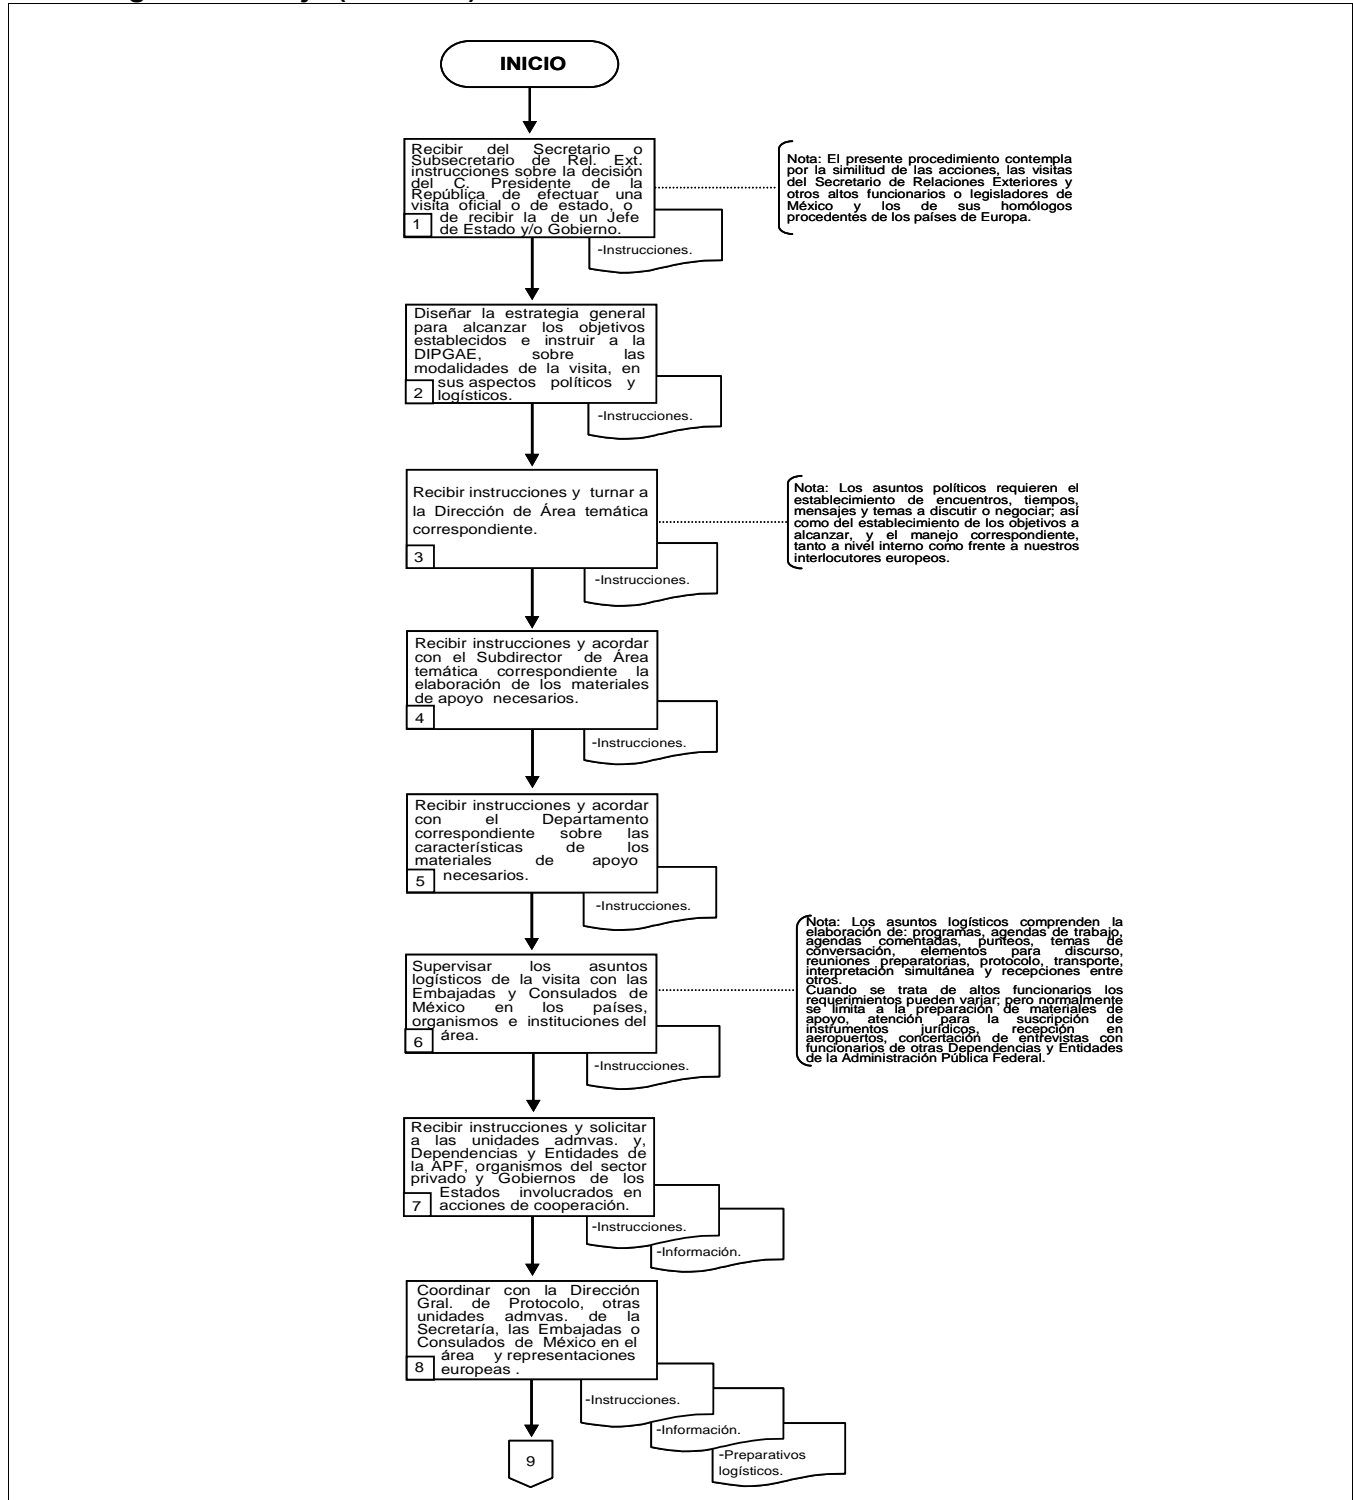 INICIO
Recibir del Secretario o
Subsecretario de Rel. Ext.
instrucciones sobre la decisión
del C. Presidente de la
República de efectuar una
visita oficial o de estado, o
de recibir la de un Jefe
de Estado y/o Gobierno.
1
-Instrucciones.
Nota: El presente procedimiento contempla
por la similitud de las acciones, las visitas
del Secretario de Relaciones Exteriores y
otros altos funcionarios o legisladores de
México y los de sus homólogos
procedentes de los países de Europa.
Diseñar la estrategia general
para alcanzar los objetivos
establecidos e instruir a la
DIPGAE, sobre las
modalidades de la visita, en
sus aspectos políticos y
logísticos.
2
-Instrucciones.
Recibir instrucciones y turnar a
la Dirección de Área temática
correspondiente.
3
-Instrucciones.
Nota: Los asuntos políticos requieren el
establecimiento de encuentros, tiempos,
mensajes y temas a discutir o negociar; así
como del establecimiento de los objetivos a
alcanzar, y el manejo correspondiente,
tanto a nivel interno como frente a nuestros
interlocutores europeos.
Recibir instrucciones y acordar
con el Subdirector de Área
temática correspondiente la
elaboración de los materiales
de apoyo necesarios.
4
-Instrucciones.
Recibir instrucciones y acordar
con el Departamento
correspondiente sobre las
características de los
materiales de apoyo
necesarios.
5
-Instrucciones.
Supervisar los asuntos
logísticos de la visita con las
Embajadas y Consulados de
México en los países,
organismos e instituciones del
área.
6
-Instrucciones.
Nota: Los asuntos logísticos comprenden la
elaboración de: programas, agendas de trabajo,
agendas comentadas, punteos, temas de
conversación, elementos para discurso,
reuniones preparatorias, protocolo, transporte,
interpretación simultánea y recepciones entre
otros.
Cuando se trata de altos funcionarios los
requerimientos pueden variar; pero normalmente
se limita a la preparación de materiales de
apoyo, atención para la suscripción de
instrumentos jurídicos, recepción en
aeropuertos, concertación de entrevistas con
funcionarios de otras Dependencias y Entidades
de la Administración Pública Federal.
Recibir instrucciones y solicitar
a las unidades admvas. y,
Dependencias y Entidades de
la APF, organismos del sector
privado y Gobiernos de los
Estados involucrados en
acciones de cooperación.
7
-Instrucciones.
-Información.
Coordinar con la Dirección
Gral. de Protocolo, otras
unidades admvas. de la
Secretaría, las Embajadas o
Consulados de México en el
área y representaciones
europeas .
8
-Instrucciones.
-Información.
-Preparativos
logísticos.
9